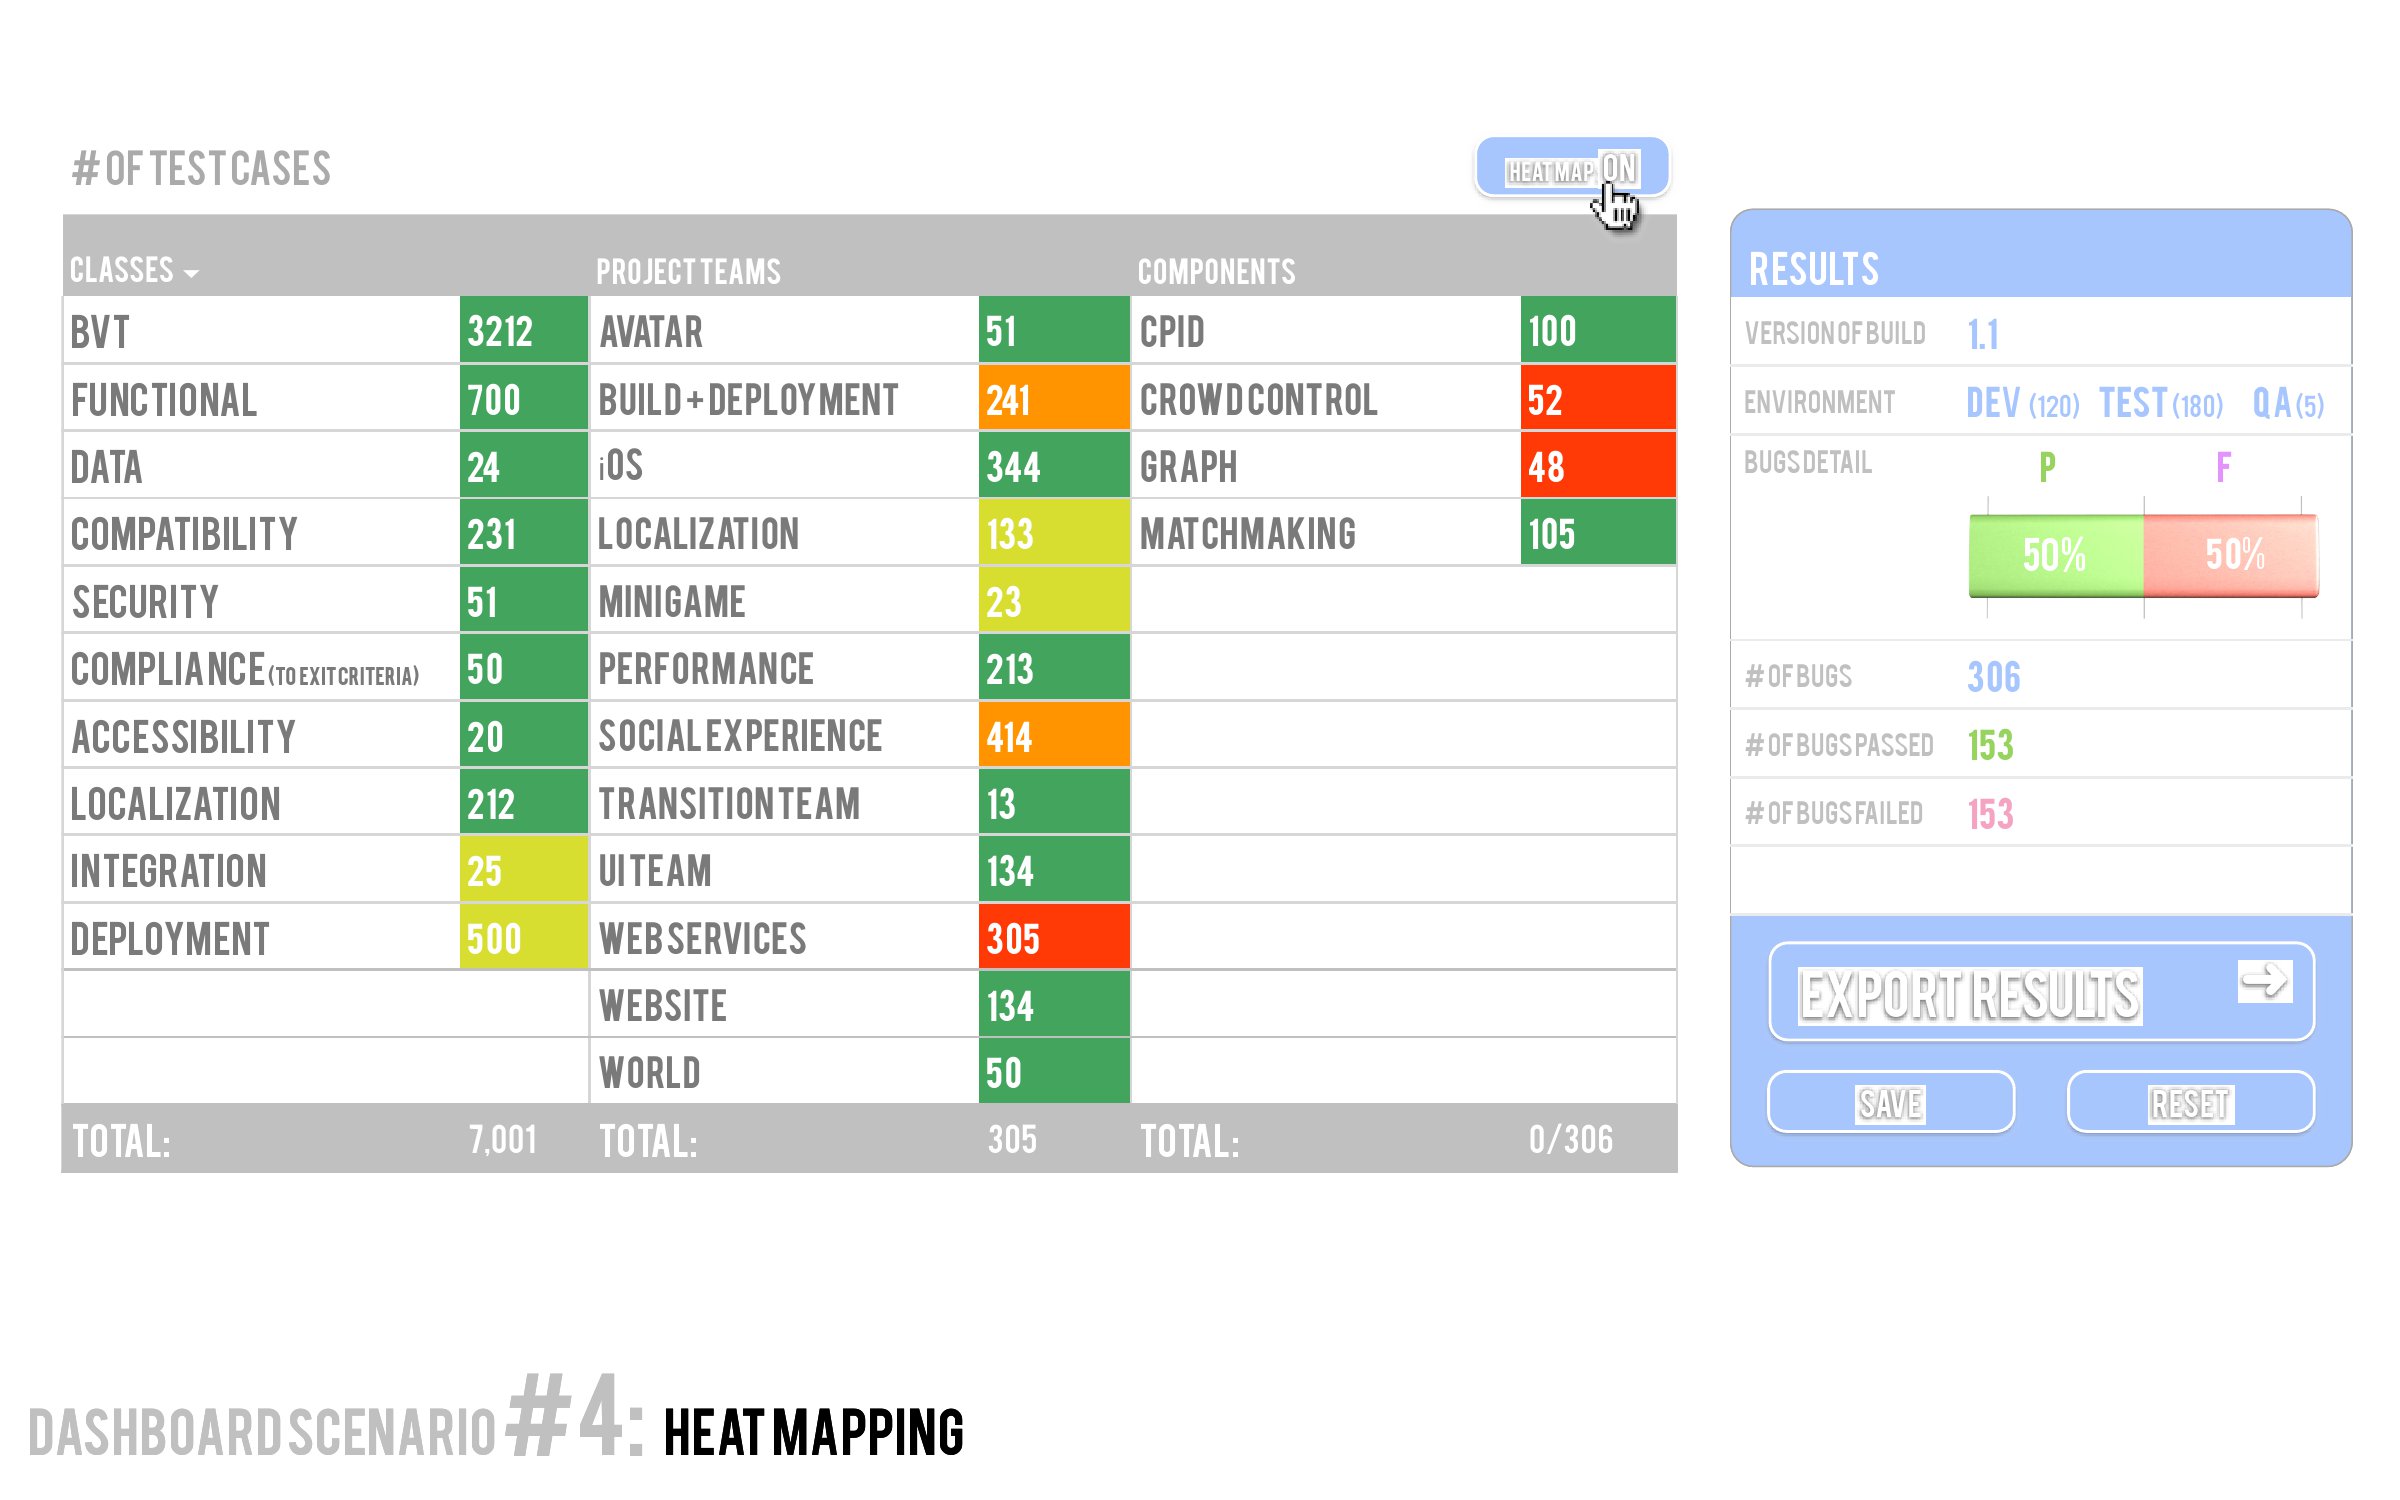 # OF TEST CASES
HEAT MAP ON
CLASSES PROJECT TEAMS COMPONENTS
BVT 3212 AVATAR 51 CPID 100
FUNCTIONAL 700 BUILD + DEPLOYMENT 241 CROWD CONTROL 52
DATA 24 iOS 344 GRAPH 48
COMPATIBILITY 231 LOCALIZATION 133 MATCHMAKING 105
SECURITY 51 MINIGAME 23
COMPLIANCE (TO EXIT CRITERIA) 50 PERFORMANCE 213
ACCESSIBILITY 20 SOCIAL EXPERIENCE 414
LOCALIZATION 212 TRANSITION TEAM 13
INTEGRATION 25 UI TEAM 134
DEPLOYMENT 500 WEB SERVICES 305
WEBSITE 134
WORLD 50
TOTAL: 7,001 TOTAL: 305 TOTAL: 0/306
RESULTS
VERSION OF BUILD 1.1
ENVIRONMENT DEV (120) TEST (180) QA (5)
BUGS DETAIL P F
50% 50%
# OF BUGS 306
# OF BUGS PASSED 153
# OF BUGS FAILED 153
EXPORT RESULTS
SAVE RESET
DASHBOARD SCENARIO #4: HEAT MAPPING